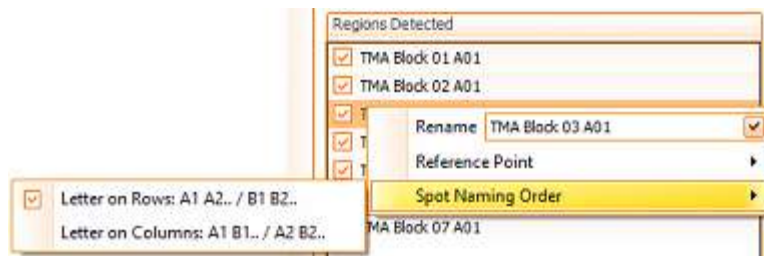 Regions Detected
TMA Block 01 A01
TMA Block 02 A01
Rename TMA Block 03 A01
Reference Point
Spot Naming Order
Letter on Rows: A1 A2.. / B1 B2..
Letter on Columns: A1 B1.. / A2 B2..
TMA Block 07 A01